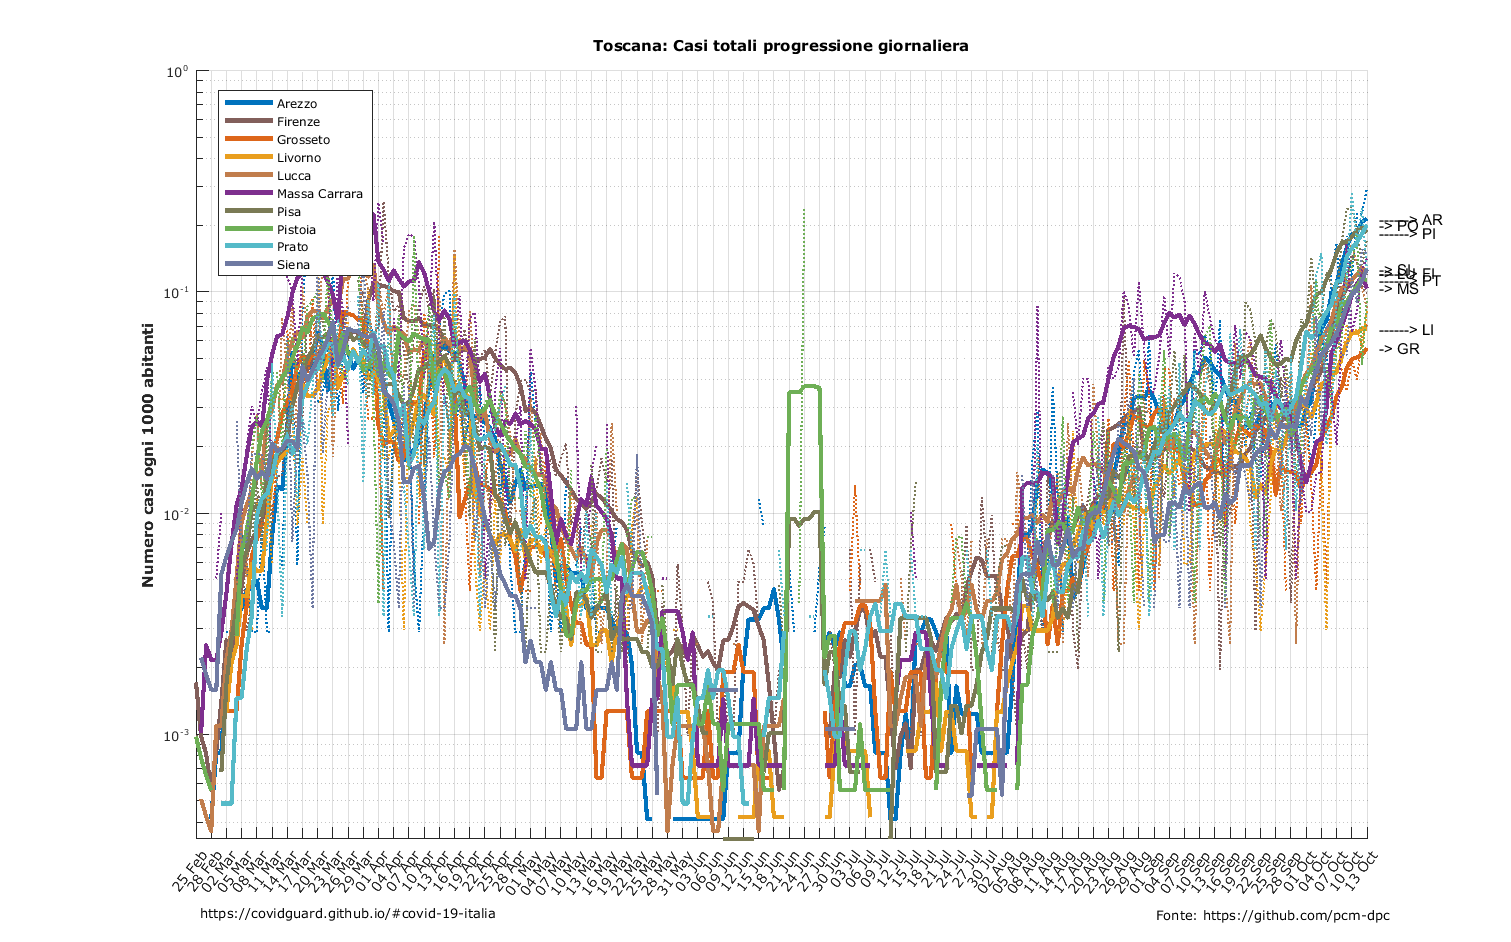 Toscana: Casi totali progressione giornaliera
10^0
10^-1
10^-2
10^-3
Numero casi ogni 1000 abitanti
Arezzo
Firenze
Grosseto
Livorno
Lucca
Massa Carrara
Pisa
Pistoia
Prato
Siena
------> AR
-> PO
------> PI
-> SI
------> PT
-> MS
------> LI
-> GR
25 Feb
28 Feb
02 Mar
05 Mar
08 Mar
11 Mar
14 Mar
17 Mar
20 Mar
23 Mar
26 Mar
29 Mar
01 Apr
04 Apr
07 Apr
10 Apr
13 Apr
16 Apr
19 Apr
22 Apr
25 Apr
28 Apr
01 May
04 May
07 May
10 May
13 May
16 May
19 May
22 May
25 May
28 May
31 May
03 Jun
06 Jun
09 Jun
12 Jun
15 Jun
18 Jun
21 Jun
24 Jun
27 Jun
30 Jun
03 Jul
06 Jul
09 Jul
12 Jul
15 Jul
18 Jul
21 Jul
24 Jul
27 Jul
30 Jul
02 Aug
05 Aug
08 Aug
11 Aug
14 Aug
17 Aug
20 Aug
23 Aug
26 Aug
29 Aug
01 Sep
04 Sep
07 Sep
10 Sep
13 Sep
16 Sep
19 Sep
22 Sep
25 Sep
28 Sep
01 Oct
04 Oct
07 Oct
10 Oct
13 Oct
https://covidguard.github.io/#covid-19-italia
Fonte: https://github.com/pcm-dpc